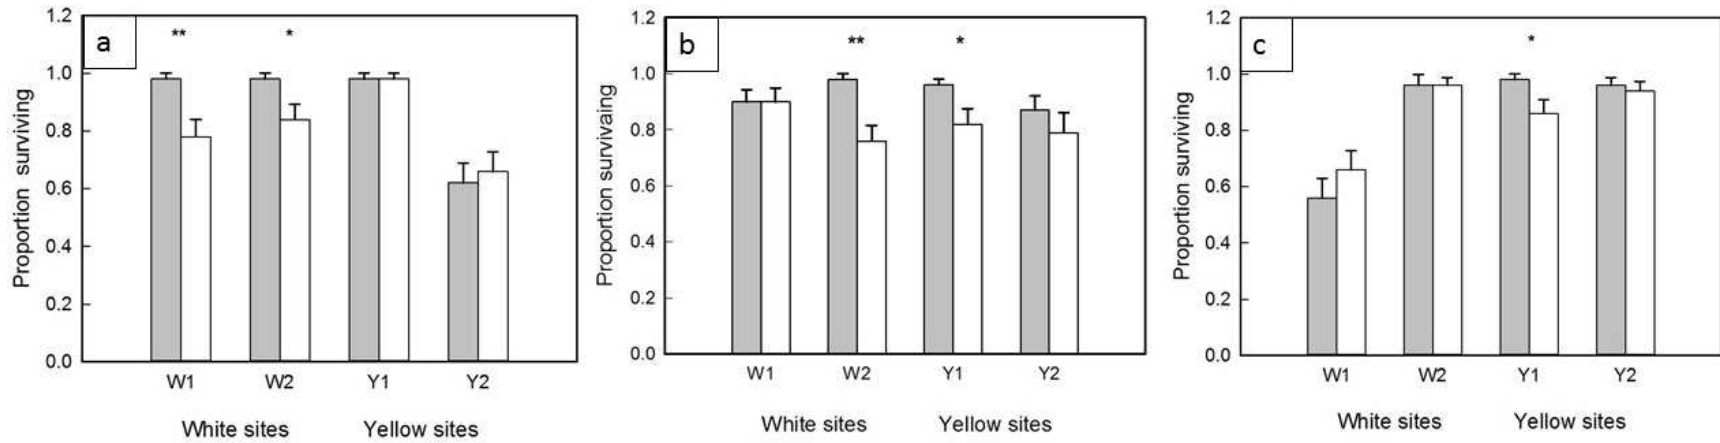 a
** *
1.2
1.0
0.8
0.6
0.4
0.2
0.0
Proportion surviving
W1 W2 Y1 Y2
White sites Yellow sites
b
** *
1.2
1.0
0.8
0.6
0.4
0.2
0.0
Proportion survivaing
W1 W2 Y1 Y2
White sites Yellow sites
c
*
1.2
1.0
0.8
0.6
0.4
0.2
0.0
Proportion surviving
W1 W2 Y1 Y2
White sites Yellow sites